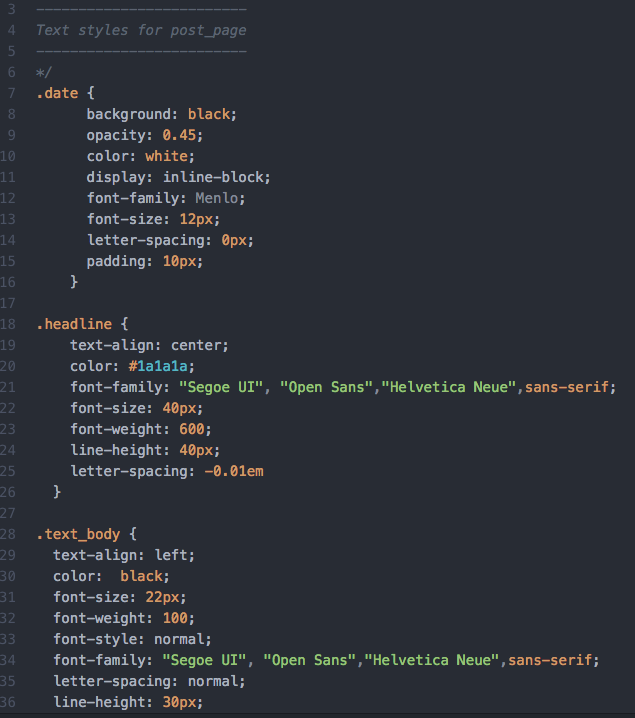 3 -------------------------
4 Text styles for post_page
5 -------------------------
6 */
7 .date {
8 background: black;
9 opacity: 0.45;
10 color: white;
11 display: inline-block;
12 font-family: Menlo;
13 font-size: 12px;
14 letter-spacing: 0px;
15 padding: 10px;
16 }
17
18 .headline {
19 text-align: center;
20 color: #1a1a1a;
21 font-family: "Segoe UI", "Open Sans","Helvetica Neue",sans-serif;
22 font-size: 40px;
23 font-weight: 600;
24 line-height: 40px;
25 letter-spacing: -0.01em
26 }
27
28 .text_body {
29 text-align: left;
30 color:  black;
31 font-size: 22px;
32 font-weight: 100;
33 font-style: normal;
34 font-family: "Segoe UI", "Open Sans","Helvetica Neue",sans-serif;
35 letter-spacing: normal;
36 line-height: 30px;